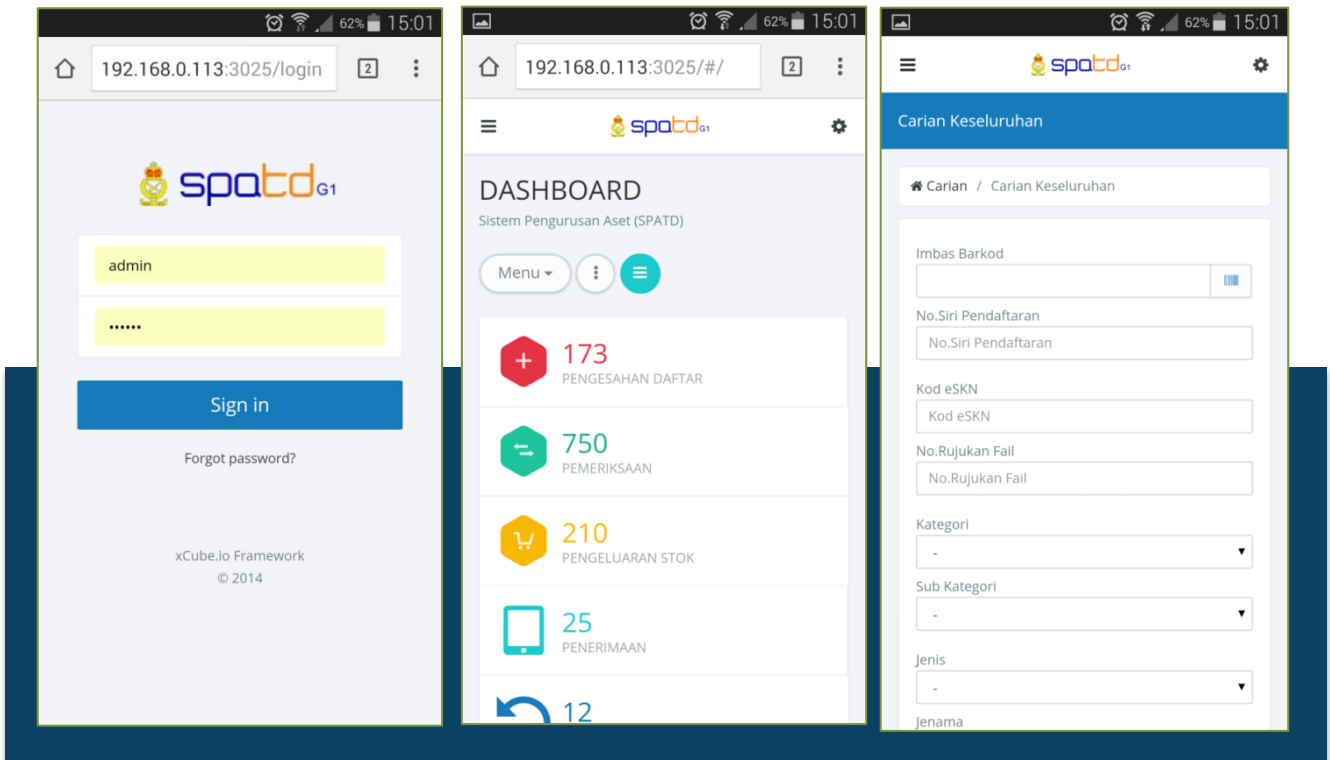 62% 15:01
192.168.0.113:3025/login 2
spatd G1
admin
••••••
Sign in
Forgot password?
xCube.io Framework
© 2014
62% 15:01
192.168.0.113:3025/#/ 2
spatd G1
DASHBOARD
Sistem Pengurusan Aset (SPATD)
Menu
173
PENGESAHAN DAFTAR
750
PEMERIKSAAN
210
PENGELUARAN STOK
25
PENERIMAAN
12
62% 15:01
spatd G1
Carian Keseluruhan
Carian / Carian Keseluruhan
Imbas Barkod
No.Siri Pendaftaran
No.Siri Pendaftaran
Kod eSKN
Kod eSKN
No.Rujukan Fail
No.Rujukan Fail
Kategori
-
Sub Kategori
-
Jenis
-
Jenama